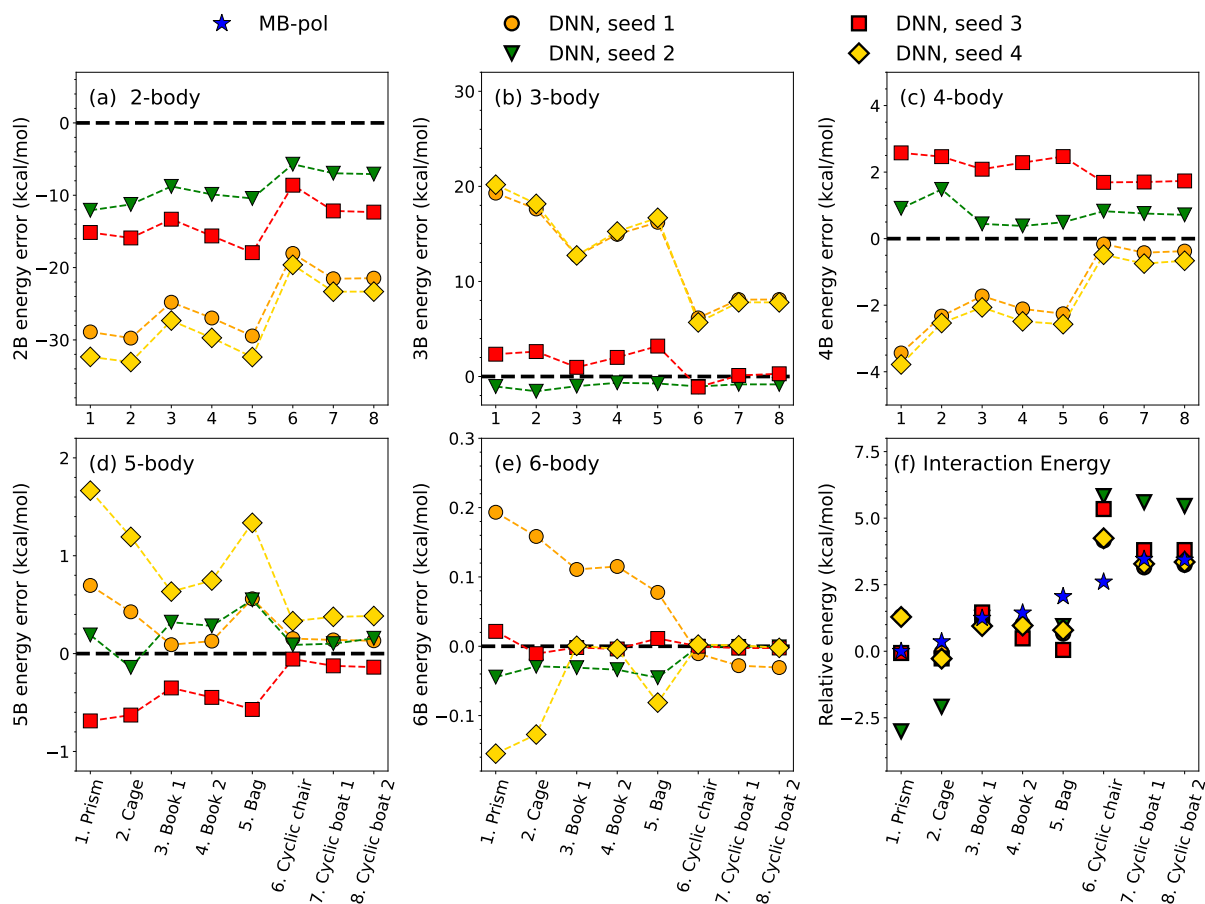 MB-pol
DNN, seed 1
DNN, seed 2
DNN, seed 3
DNN, seed 4
(a) 2-body
2B energy error (kcal/mol)
0
−10
−20
−30
1 2 3 4 5 6 7 8
(b) 3-body
3B energy error (kcal/mol)
30
20
10
0
1 2 3 4 5 6 7 8
(c) 4-body
4B energy error (kcal/mol)
4
2
0
−2
−4
1 2 3 4 5 6 7 8
(d) 5-body
5B energy error (kcal/mol)
2
1
0
−1
1. Prism
2. Cage
3. Book 1
4. Book 2
5. Bag
6. Cyclic chair
7. Cyclic boat 1
8. Cyclic boat 2
(e) 6-body
6B energy error (kcal/mol)
0.3
0.2
0.1
0.0
−0.1
1. Prism
2. Cage
3. Book 1
4. Book 2
5. Bag
6. Cyclic chair
7. Cyclic boat 1
8. Cyclic boat 2
(f) Interaction Energy
Relative energy (kcal/mol)
7.5
5.0
2.5
0.0
−2.5
1. Prism
2. Cage
3. Book 1
4. Book 2
5. Bag
6. Cyclic chair
7. Cyclic boat 1
8. Cyclic boat 2